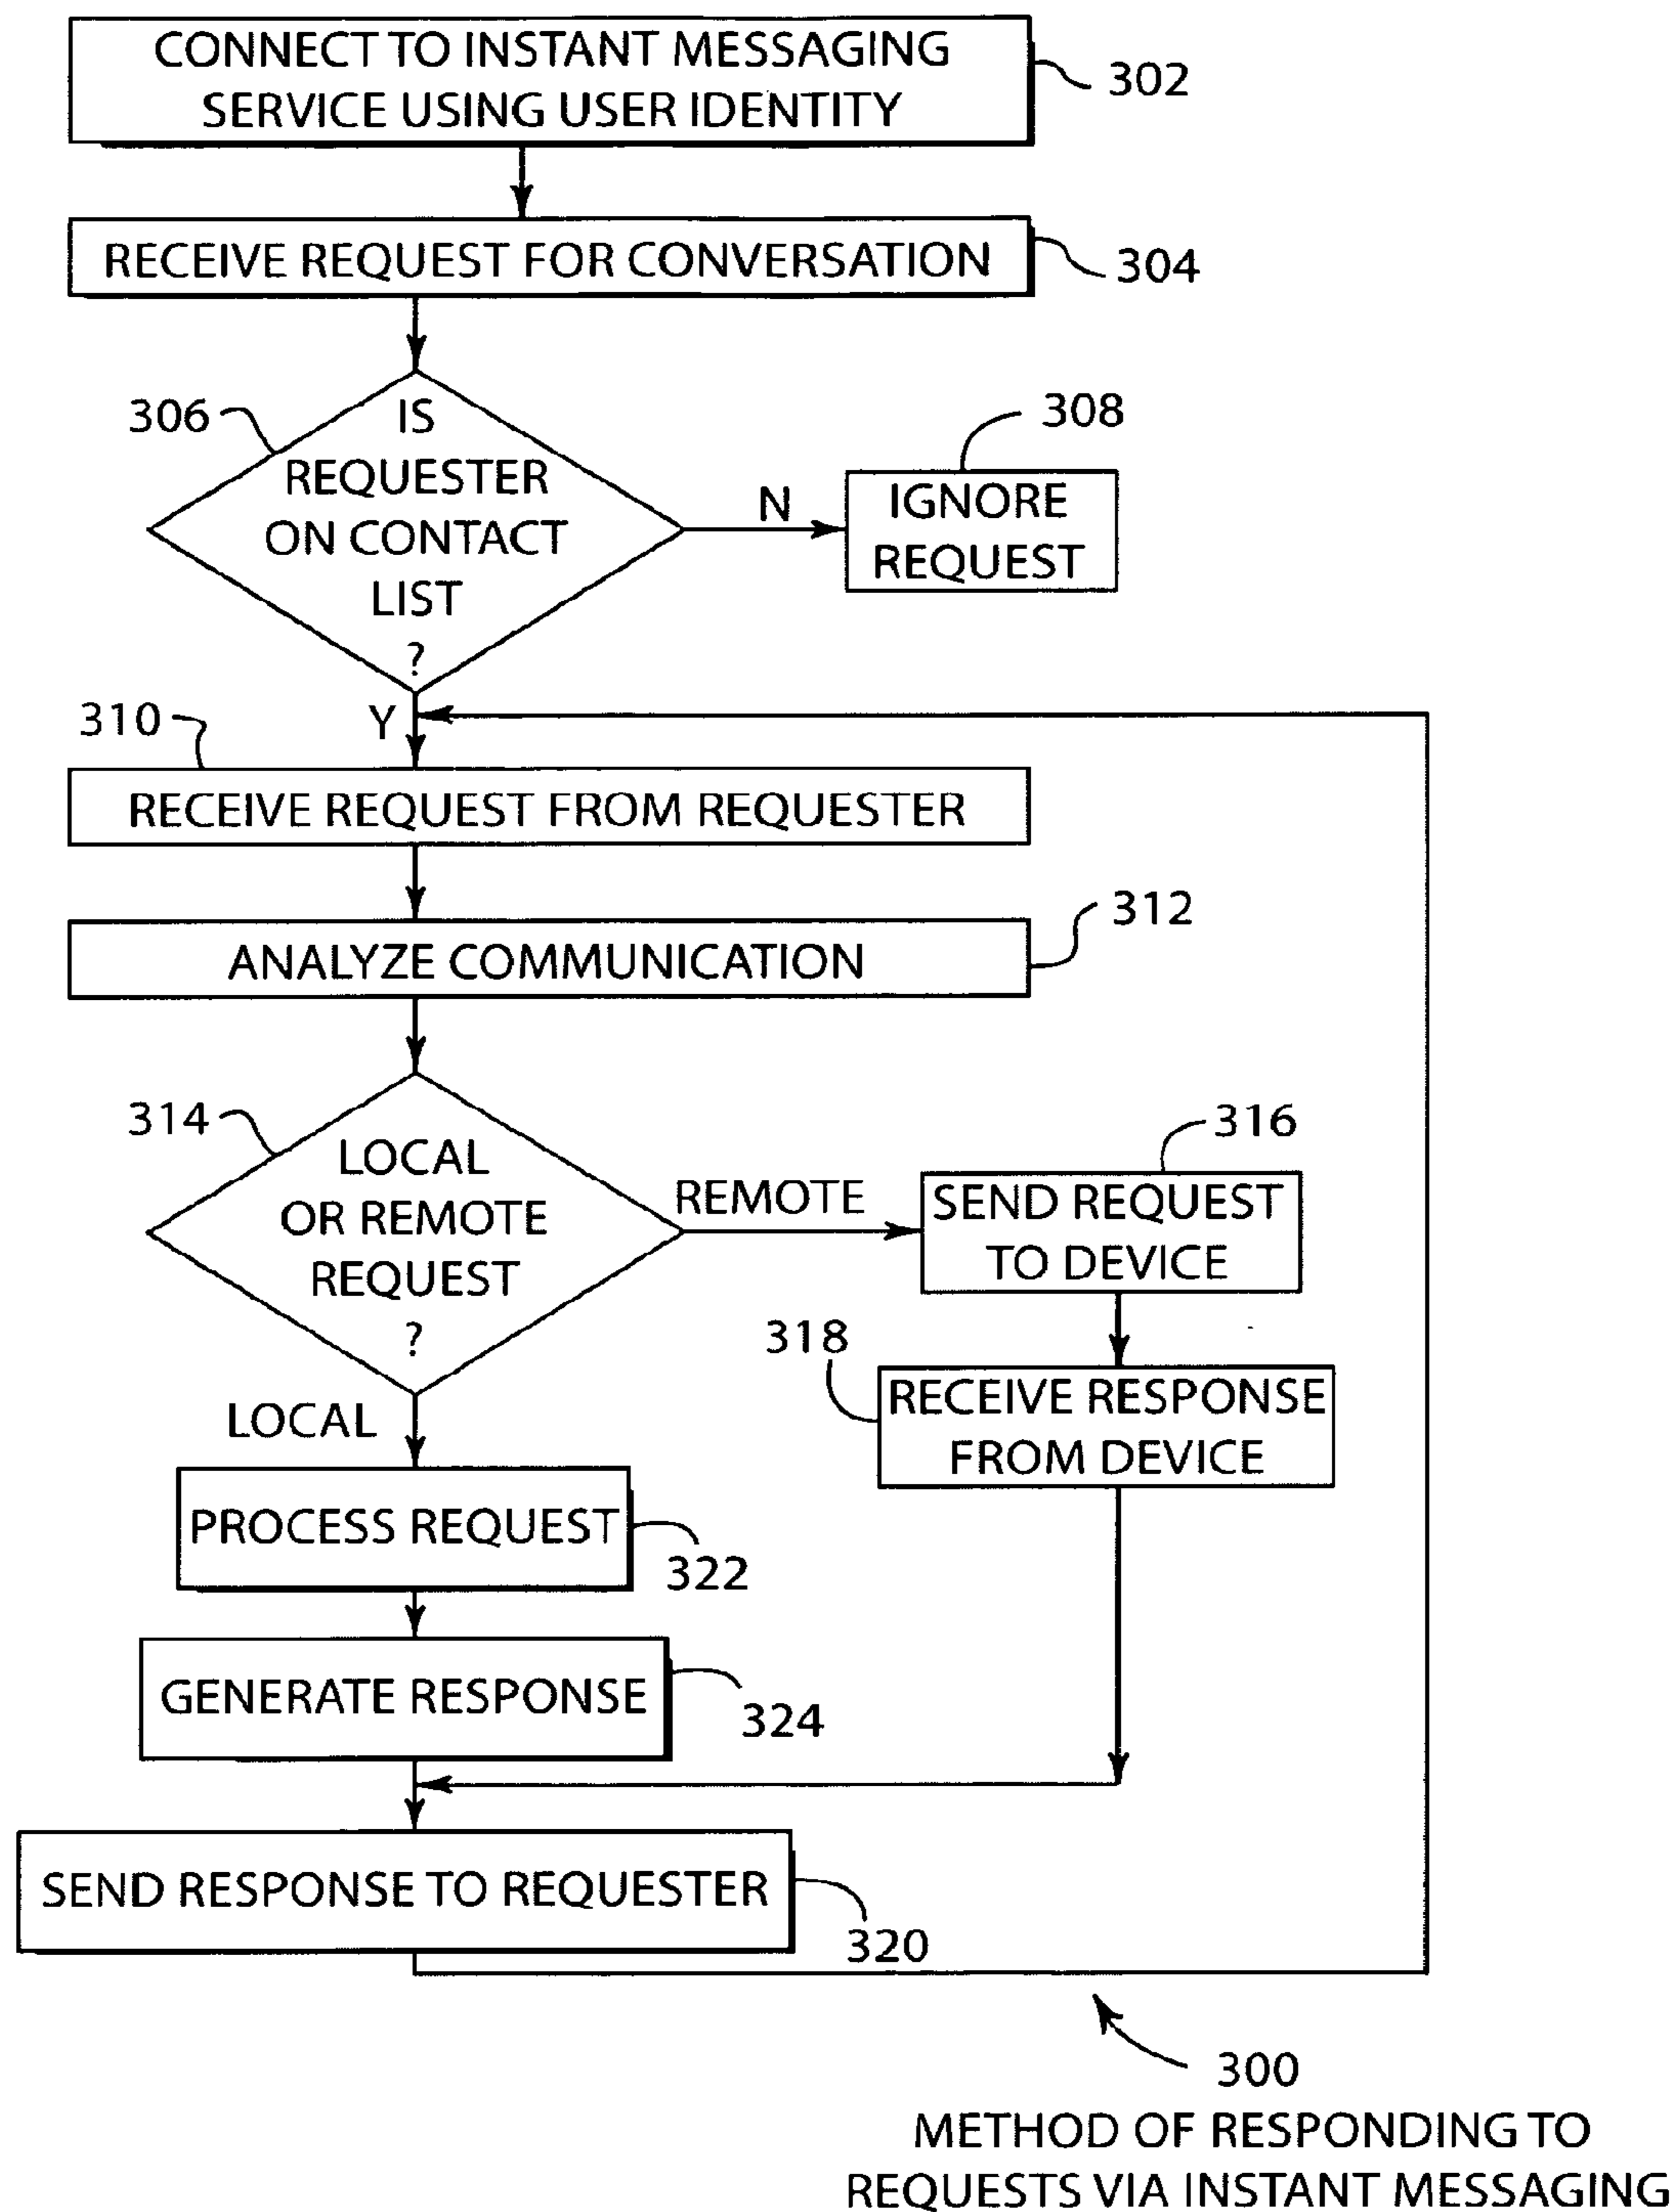 CONNECT TO INSTANT MESSAGING
SERVICE USING USER IDENTITY
302
RECEIVE REQUEST FOR CONVERSATION
304
306
IS
REQUESTER
ON CONTACT
LIST
?
N
308
IGNORE
REQUEST
Y
310
RECEIVE REQUEST FROM REQUESTER
312
ANALYZE COMMUNICATION
314
LOCAL
OR REMOTE
REQUEST
?
REMOTE
316
SEND REQUEST
TO DEVICE
318
RECEIVE RESPONSE
FROM DEVICE
LOCAL
PROCESS REQUEST
322
GENERATE RESPONSE
324
SEND RESPONSE TO REQUESTER
320
300
METHOD OF RESPONDING TO
REQUESTS VIA INSTANT MESSAGING